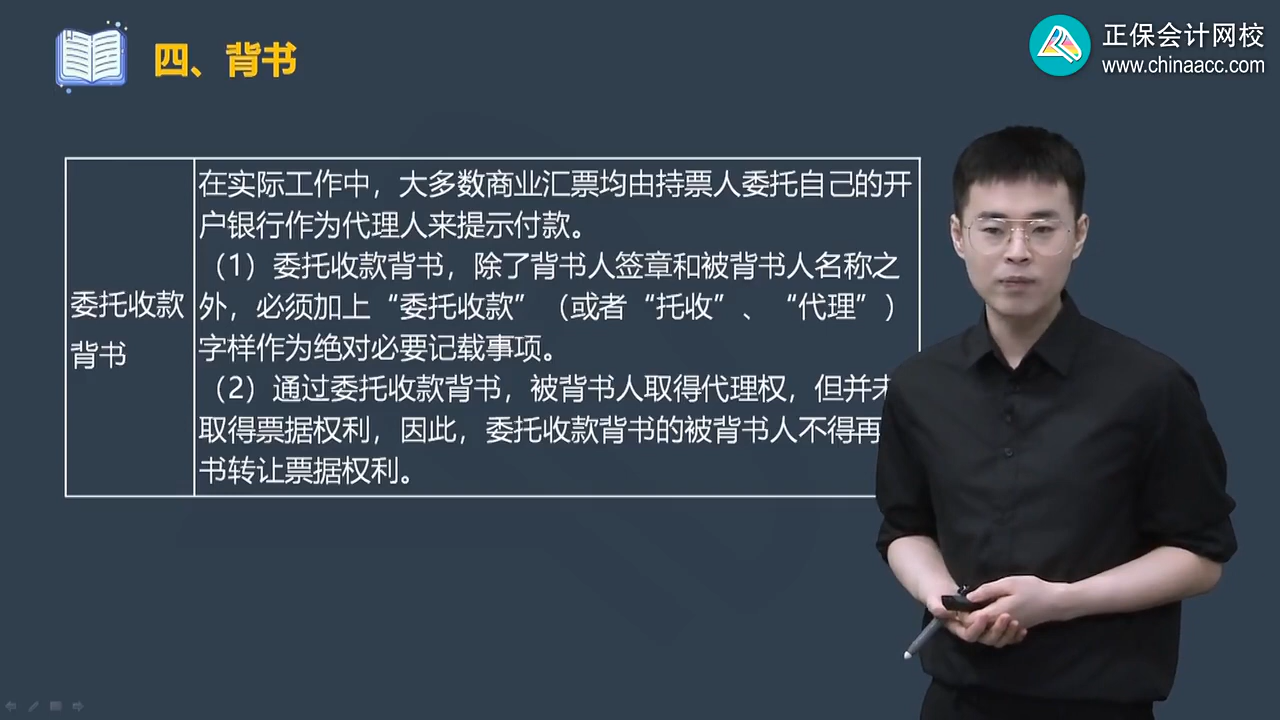 四、背书
正保会计网校
www.chinaacc.com
委托收款
背书
在实际工作中，大多数商业汇票均由持票人委托自己的开
户银行作为代理人来提示付款。
（1）委托收款背书，除了背书人签章和被背书人名称之
外，必须加上“委托收款”（或者“托收”、“代理”）
字样作为绝对必要记载事项。
（2）通过委托收款背书，被背书人取得代理权，但并未
取得票据权利，因此，委托收款背书的被背书人不得再
书转让票据权利。